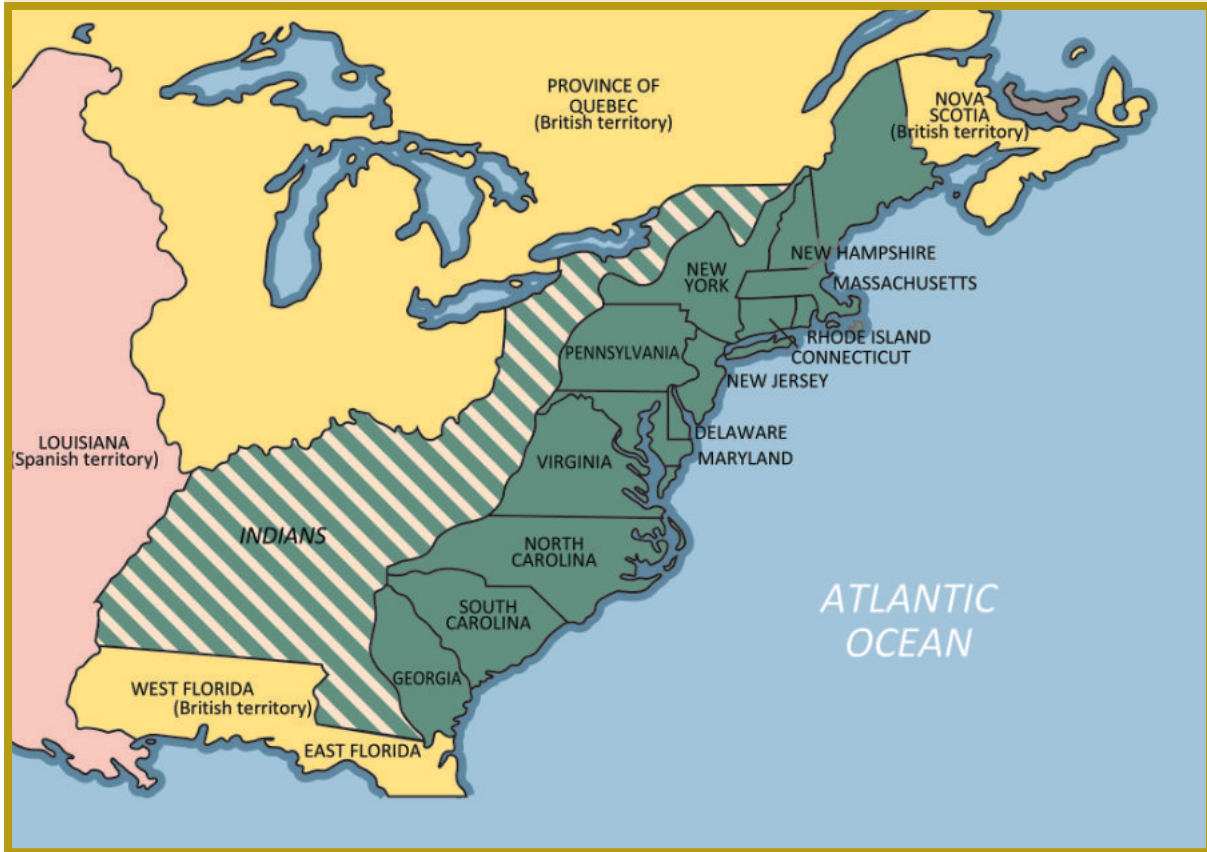 PROVINCE OF
QUEBEC
(British territory)
NOVA
SCOTIA
(British territory)
NEW HAMPSHIRE
NEW
YORK
MASSACHUSETTS
RHODE ISLAND
CONNECTICUT
PENNSYLVANIA
NEW JERSEY
DELAWARE
MARYLAND
LOUISIANA
(Spanish territory)
VIRGINIA
INDIANS
NORTH
CAROLINA
SOUTH
CAROLINA
ATLANTIC
OCEAN
GEORGIA
WEST FLORIDA
(British territory)
EAST FLORIDA